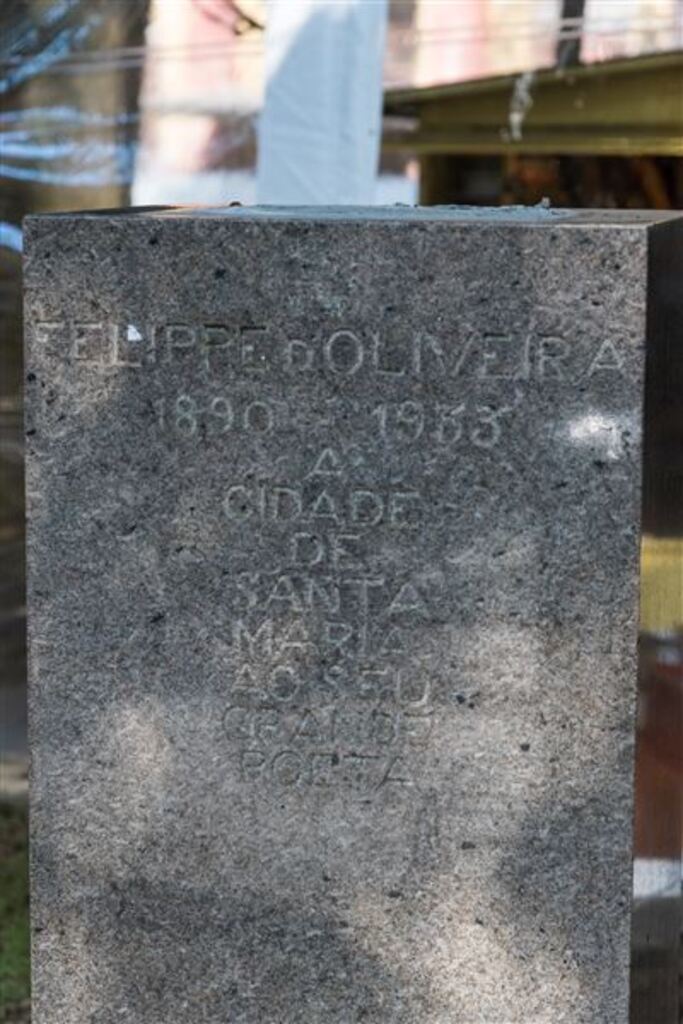 FELIPPE D'OLIVEIRA
1890 - 1933
A
CIDADE
DE
SANTA
MARIA
AO SEU
GRANDE
POETA